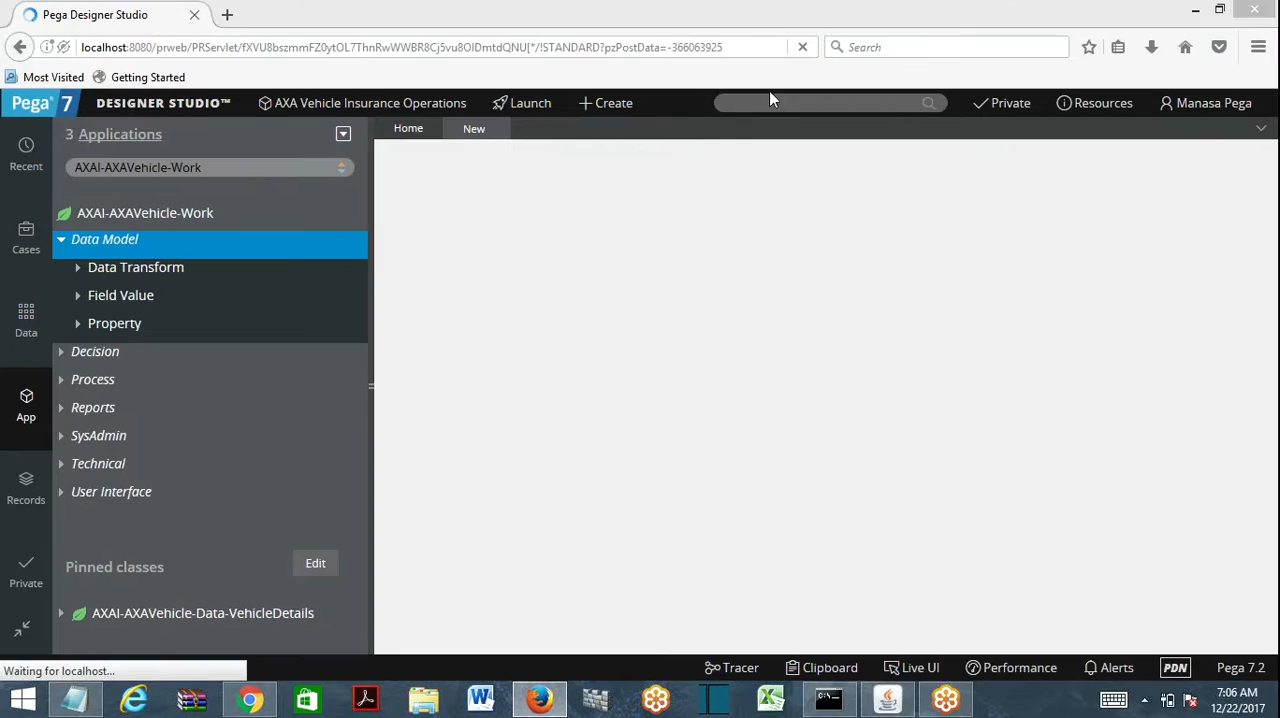 Pega Designer Studio
localhost:8080/prweb/PRServlet/fXVU8bszmmFZ0ytOL7ThnRwWWBR8Cj5vu8OlDmtdQNU[*/!STANDARD?pzPostData=-366063925
Search
Most Visited
Getting Started
Pega 7
DESIGNER STUDIO™
AXA Vehicle Insurance Operations
Launch
Create
Private
Resources
Manasa Pega
3 Applications
Home
New
Recent
AXAI-AXAVehicle-Work
AXAI-AXAVehicle-Work
Cases
Data Model
Data Transform
Field Value
Property
Data
Decision
Process
App
Reports
SysAdmin
Technical
Records
User Interface
Pinned classes
Edit
Private
AXAI-AXAVehicle-Data-VehicleDetails
Waiting for localhost...
Tracer
Clipboard
Live UI
Performance
Alerts
PDN
Pega 7.2
7:06 AM
12/22/2017